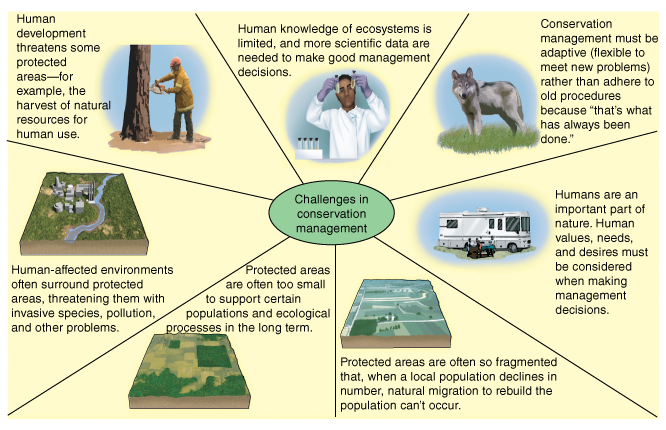 Human
development
threatens some
protected
areas—for
example, the
harvest of natural
resources for
human use.
Human knowledge of ecosystems is
limited, and more scientific data are
needed to make good management
decisions.
Conservation
management must be
adaptive (flexible to
meet new problems)
rather than adhere to
old procedures
because "that's what
has always been
done."
Challenges in
conservation
management
Humans are an
important part of
nature. Human
values, needs,
and desires must
be considered
when making
management
decisions.
Human-affected environments
often surround protected
areas, threatening them with
invasive species, pollution,
and other problems.
Protected areas
are often too small
to support certain
populations and ecological
processes in the long term.
Protected areas are often so fragmented
that, when a local population declines in
number, natural migration to rebuild the
population can't occur.